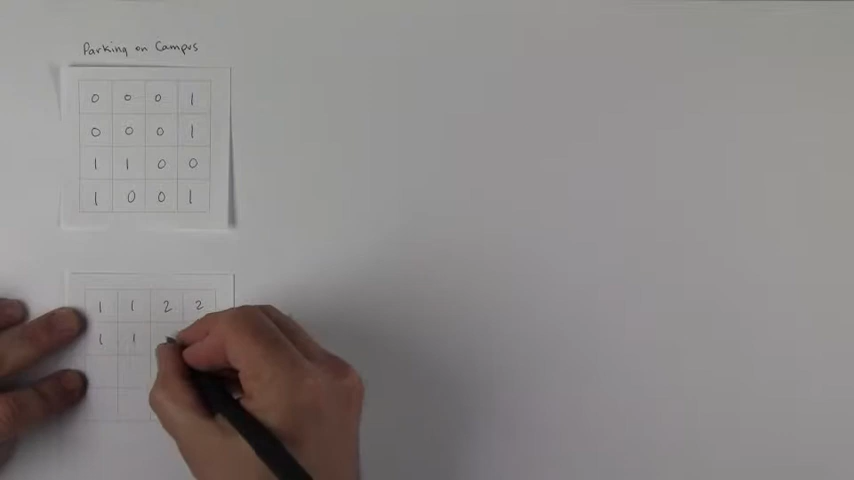 Parking on Campus
0 0 0 1
0 0 0 1
1 1 0 0
1 0 0 1
1 1 2 2
1 1